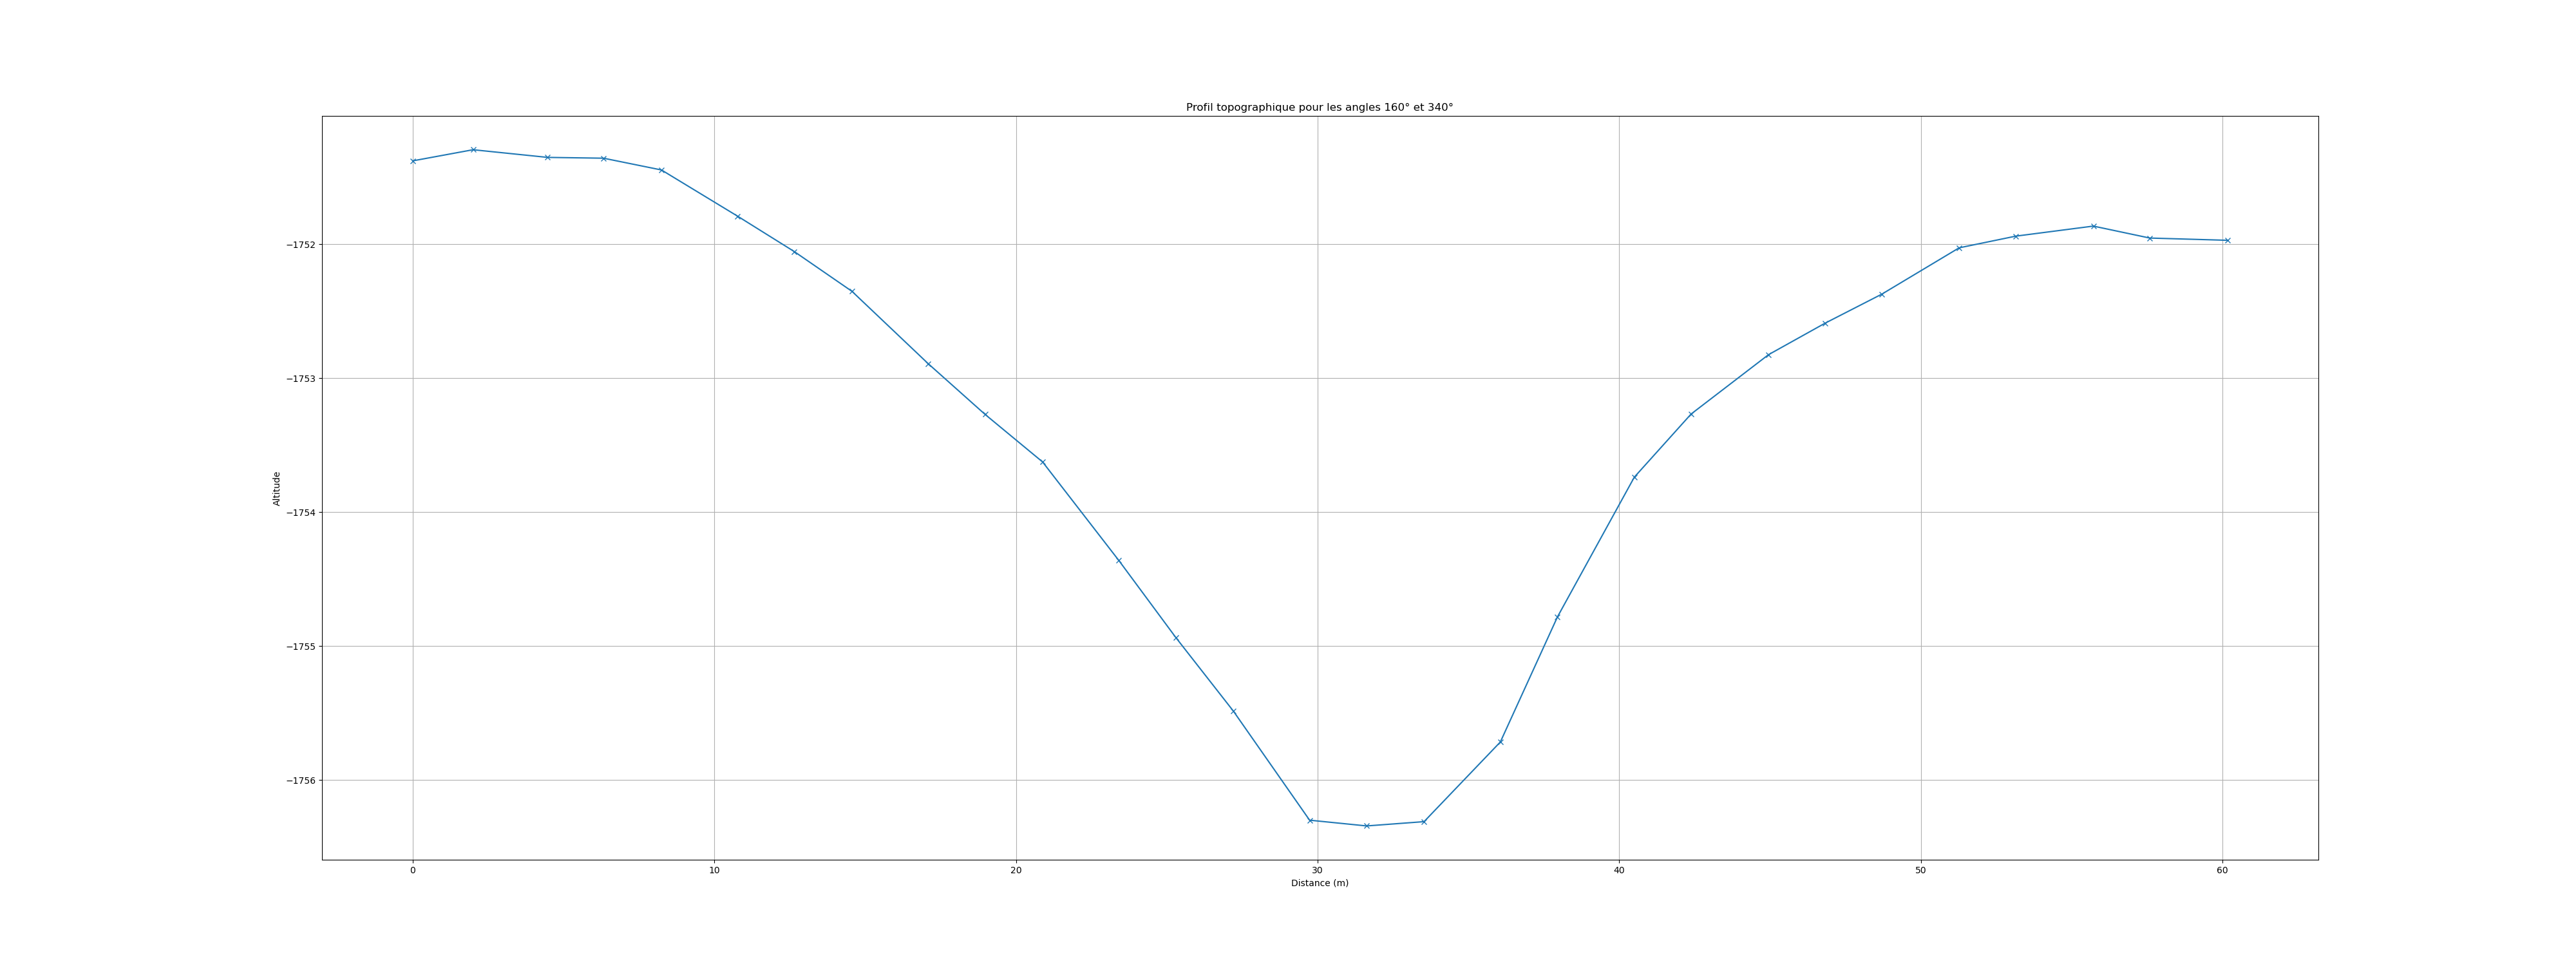 Profil topographique pour les angles 160° et 340°
Altitude
−1752
−1753
−1754
−1755
−1756
0 10 20 30 40 50 60
Distance (m)